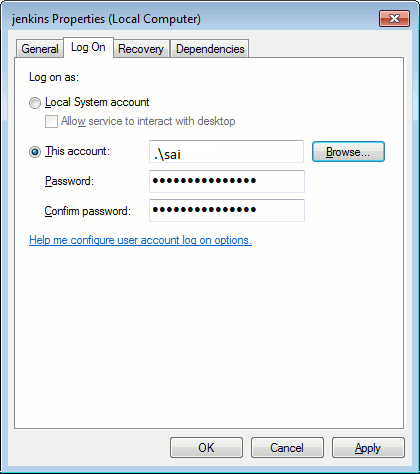 jenkins Properties (Local Computer)
General Log On Recovery Dependencies
Log on as:
Local System account
Allow service to interact with desktop
This account: .\sai Browse...
Password: •••••••••••••••
Confirm password: •••••••••••••••
Help me configure user account log on options.
OK Cancel Apply